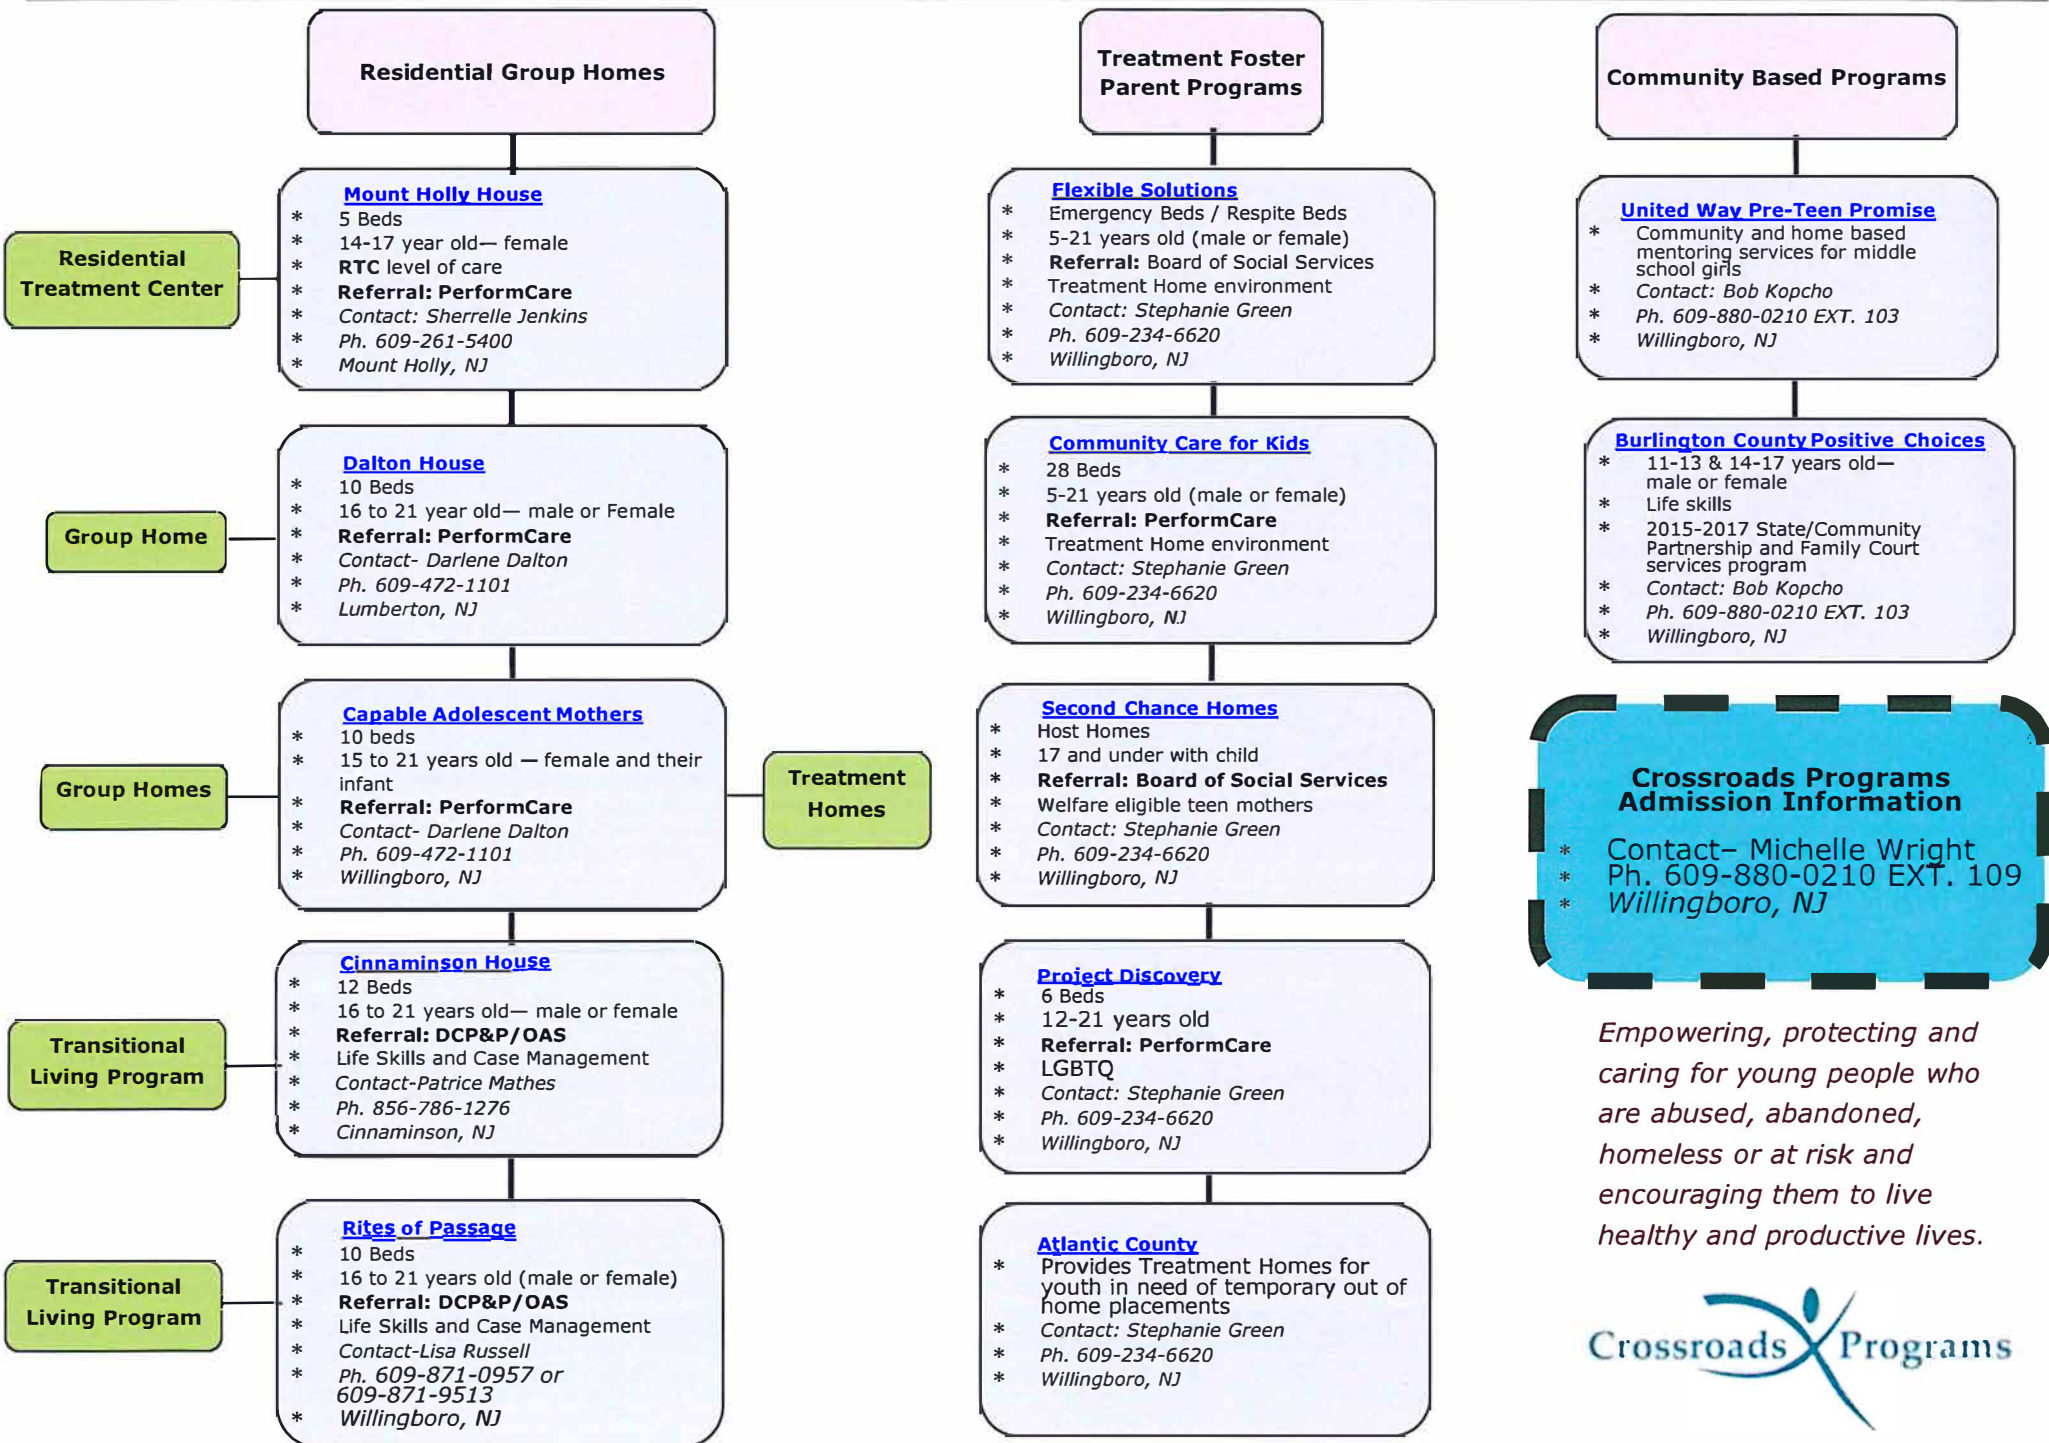 Residential Group Homes
Residential
Treatment Center
Mount Holly House
* 5 Beds
* 14-17 year old— female
* RTC level of care
* Referral: PerformCare
* Contact: Sherrelle Jenkins
* Ph. 609-261-5400
* Mount Holly, NJ
Group Home
Dalton House
* 10 Beds
* 16 to 21 year old— male or Female
* Referral: PerformCare
* Contact- Darlene Dalton
* Ph. 609-472-1101
* Lumberton, NJ
Group Homes
Capable Adolescent Mothers
* 10 beds
* 15 to 21 years old — female and their
infant
* Referral: PerformCare
* Contact- Darlene Dalton
* Ph. 609-472-1101
* Willingboro, NJ
Treatment
Homes
Transitional
Living Program
Cinnaminson House
* 12 Beds
* 16 to 21 years old— male or female
* Referral: DCP&P/OAS
* Life Skills and Case Management
* Contact-Patrice Mathes
* Ph. 856-786-1276
* Cinnaminson, NJ
Transitional
Living Program
Rites of Passage
* 10 Beds
* 16 to 21 years old (male or female)
* Referral: DCP&P/OAS
* Life Skills and Case Management
* Contact-Lisa Russell
* Ph. 609-871-0957 or
609-871-9513
* Willingboro, NJ
Treatment Foster
Parent Programs
Flexible Solutions
* Emergency Beds / Respite Beds
* 5-21 years old (male or female)
* Referral: Board of Social Services
* Treatment Home environment
* Contact: Stephanie Green
* Ph. 609-234-6620
* Willingboro, NJ
Community Care for Kids
* 28 Beds
* 5-21 years old (male or female)
* Referral: PerformCare
* Treatment Home environment
* Contact: Stephanie Green
* Ph. 609-234-6620
* Willingboro, NJ
Second Chance Homes
* Host Homes
* 17 and under with child
* Referral: Board of Social Services
* Welfare eligible teen mothers
* Contact: Stephanie Green
* Ph. 609-234-6620
* Willingboro, NJ
Project Discovery
* 6 Beds
* 12-21 years old
* Referral: PerformCare
* LGBTQ
* Contact: Stephanie Green
* Ph. 609-234-6620
* Willingboro, NJ
Atlantic County
* Provides Treatment Homes for
youth in need of temporary out of
home placements
* Contact: Stephanie Green
* Ph. 609-234-6620
* Willingboro, NJ
Community Based Programs
United Way Pre-Teen Promise
* Community and home based
mentoring services for middle
school girls
* Contact: Bob Kopcho
* Ph. 609-880-0210 EXT. 103
* Willingboro, NJ
Burlington County Positive Choices
* 11-13 & 14-17 years old—
male or female
* Life skills
* 2015-2017 State/Community
Partnership and Family Court
services program
* Contact: Bob Kopcho
* Ph. 609-880-0210 EXT. 103
* Willingboro, NJ
Crossroads Programs
Admission Information
* Contact– Michelle Wright
* Ph. 609-880-0210 EXT. 109
* Willingboro, NJ
Empowering, protecting and
caring for young people who
are abused, abandoned,
homeless or at risk and
encouraging them to live
healthy and productive lives.
Crossroads Programs